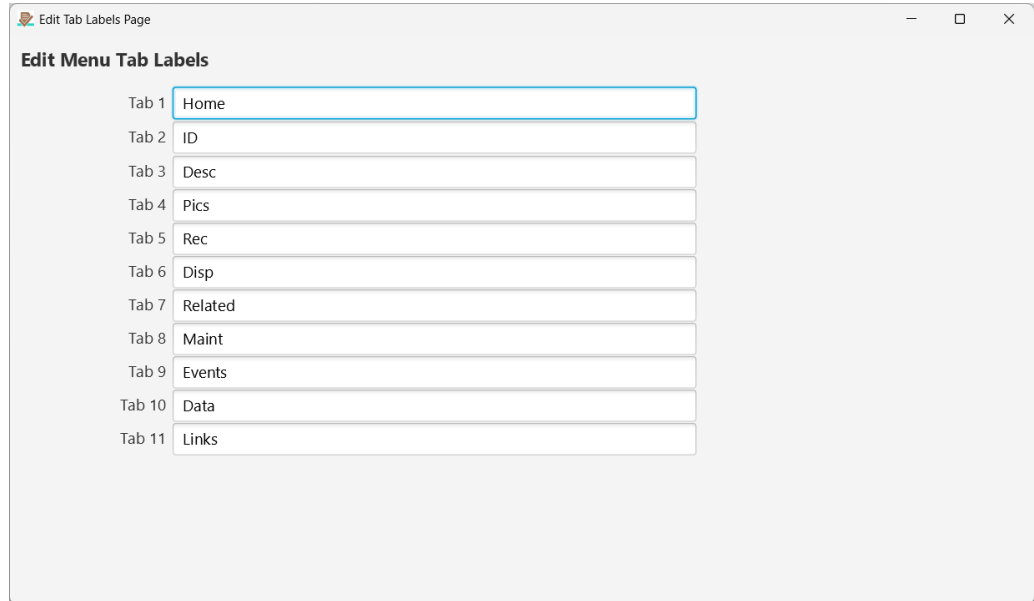 Edit Tab Labels Page
Edit Menu Tab Labels
Tab 1 Home
Tab 2 ID
Tab 3 Desc
Tab 4 Pics
Tab 5 Rec
Tab 6 Disp
Tab 7 Related
Tab 8 Maint
Tab 9 Events
Tab 10 Data
Tab 11 Links